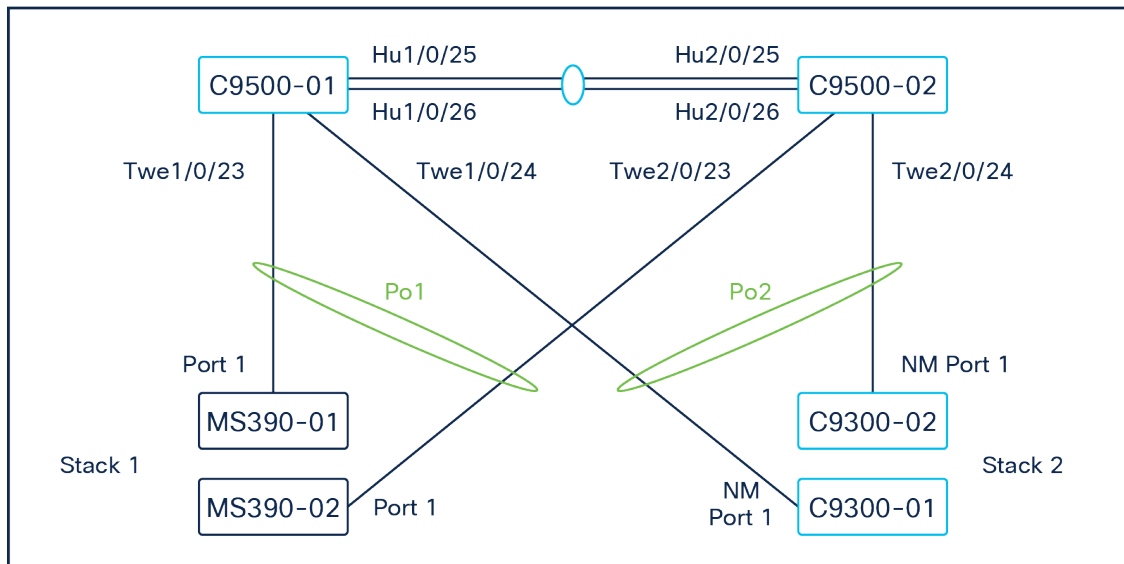 Hu1/0/25
Hu2/0/25
C9500-01
C9500-02
Hu1/0/26
Hu2/0/26
Twe1/0/23
Twe1/0/24
Twe2/0/23
Twe2/0/24
Po1
Po2
Port 1
NM Port 1
MS390-01
C9300-02
Stack 1
Stack 2
MS390-02
Port 1
NM
Port 1
C9300-01